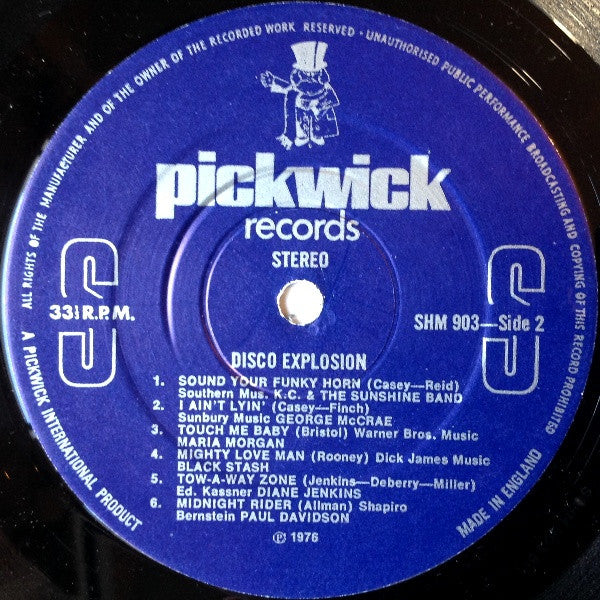 ALL RIGHTS OF THE MANUFACTURER AND OF THE OWNER OF THE RECORDED WORK RESERVED - UNAUTHORISED PUBLIC PERFORMANCE BROADCASTING AND COPYING OF THIS RECORD PROHIBITED
pickwick
records
STEREO
33⅓ R.P.M.
SHM 903—Side 2
DISCO EXPLOSION
1. SOUND YOUR FUNKY HORN (Casey—Reid)
Southern Mus. K.C. & THE SUNSHINE BAND
2. I AIN'T LYIN' (Casey—Finch)
Sunbury Music GEORGE McCRAE
3. TOUCH ME BABY (Bristol) Warner Bros. Music
MARIA MORGAN
4. MIGHTY LOVE MAN (Rooney) Dick James Music
BLACK STASH
5. TOW-A-WAY ZONE (Jenkins—Deberry—Miller)
Ed. Kassner DIANE JENKINS
6. MIDNIGHT RIDER (Allman) Shapiro
Bernstein PAUL DAVIDSON
℗ 1976
A PICKWICK INTERNATIONAL PRODUCT
MADE IN ENGLAND